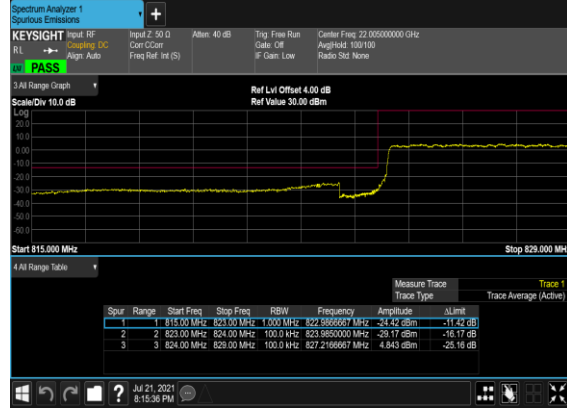 Spectrum Analyzer 1
Spurious Emissions
KEYSIGHT Input: RF Input Z: 50 Ω Atten: 40 dB Trig: Free Run Center Freq: 22.005000000 GHz
RL Coupling: DC Corr CCorr Gate: Off Avg|Hold: 100/100
Align: Auto Freq Ref: Int (S) IF Gain: Low Radio Std: None
PASS
3 All Range Graph Ref Lvl Offset 4.00 dB
Scale/Div 10.0 dB Ref Value 30.00 dBm
Log
20.0
10.0
0.00
-10.0
-20.0
-30.0
-40.0
-50.0
-60.0
Start 815.000 MHz Stop 829.000 MH
4 All Range Table
Measure Trace Trace 1
Trace Type Trace Average (Active)
Spur Range Start Freq Stop Freq RBW Frequency Amplitude ΔLimit
1 1 815.00 MHz 823.00 MHz 1.000 MHz 822.9866667 MHz -24.42 dBm -11.42 dB
2 2 823.00 MHz 824.00 MHz 100.0 kHz 823.9850000 MHz -29.17 dBm -16.17 dB
3 3 824.00 MHz 829.00 MHz 100.0 kHz 827.2166667 MHz 4.843 dBm -25.16 dB
? Jul 21, 2021
8:15:36 PM